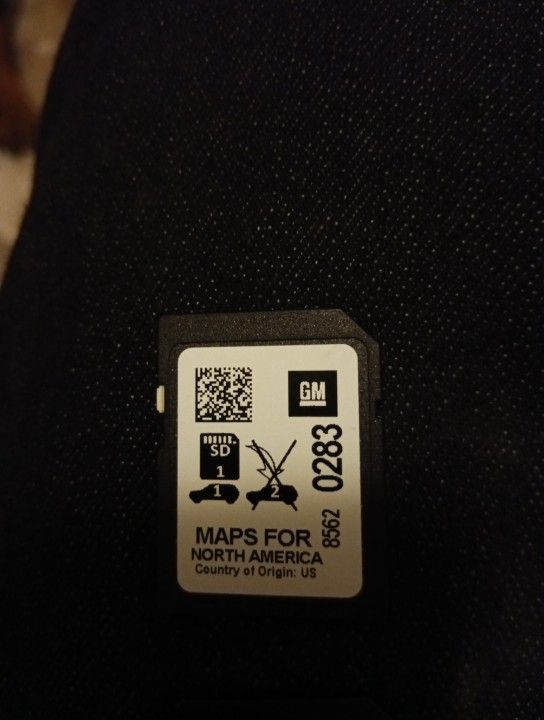 GM
SD
1
1
2
8562 0283
MAPS FOR
NORTH AMERICA
Country of Origin: US